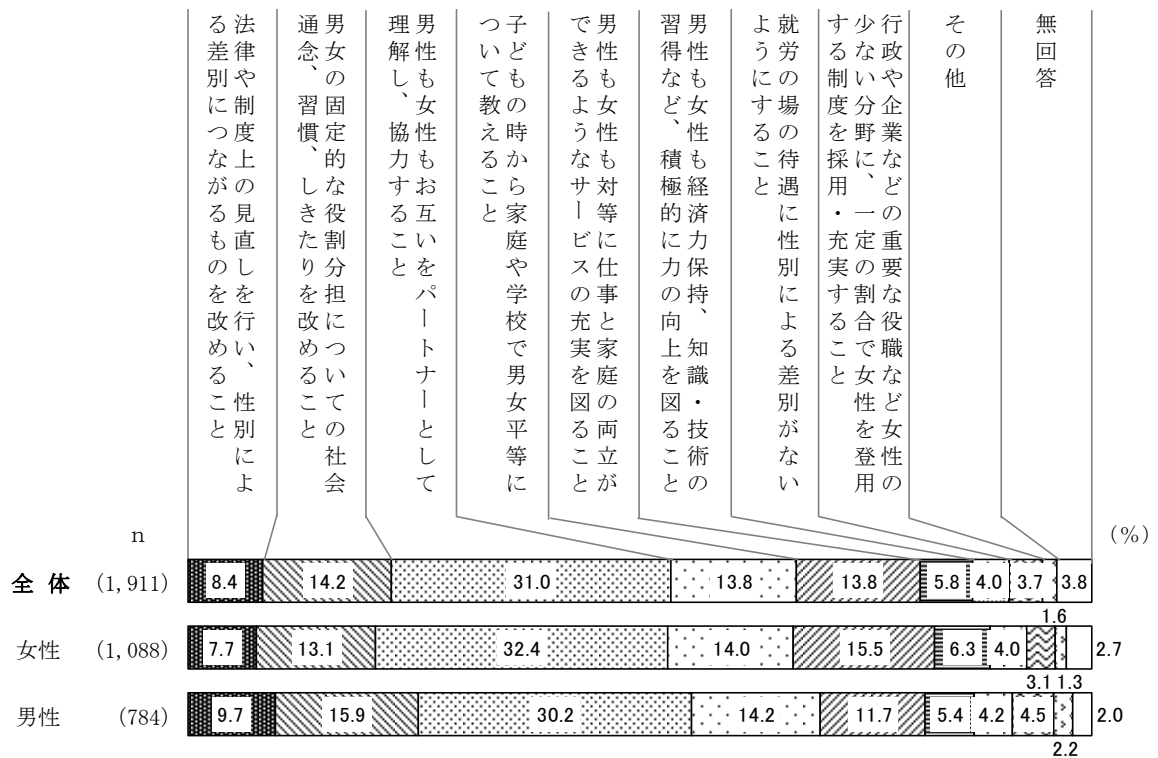 法律や制度上の見直しを行い、性別によ
る差別につながるものを改めること
男女の固定的な役割分担についての社会
通念、習慣、しきたりを改めること
男性も女性もお互いをパートナーとして
理解し、協力すること
子どもの時から家庭や学校で男女平等に
ついて教えること
男性も女性も対等に仕事と家庭の両立が
できるようなサービスの充実を図ること
男性も女性も経済力保持、知識・技術の
習得など、積極的に力の向上を図ること
就労の場の待遇に性別による差別がない
ようにすること
行政や企業などの重要な役職など女性の
少ない分野に、一定の割合で女性を登用
する制度を採用・充実すること
その他
無回答
n
(%)
全 体 (1,911) 8.4 14.2 31.0 13.8 13.8 5.8 4.0 3.7 3.8
1.6
女性 (1,088) 7.7 13.1 32.4 14.0 15.5 6.3 4.0 2.7
3.1 1.3
男性 (784) 9.7 15.9 30.2 14.2 11.7 5.4 4.2 4.5 2.0
2.2